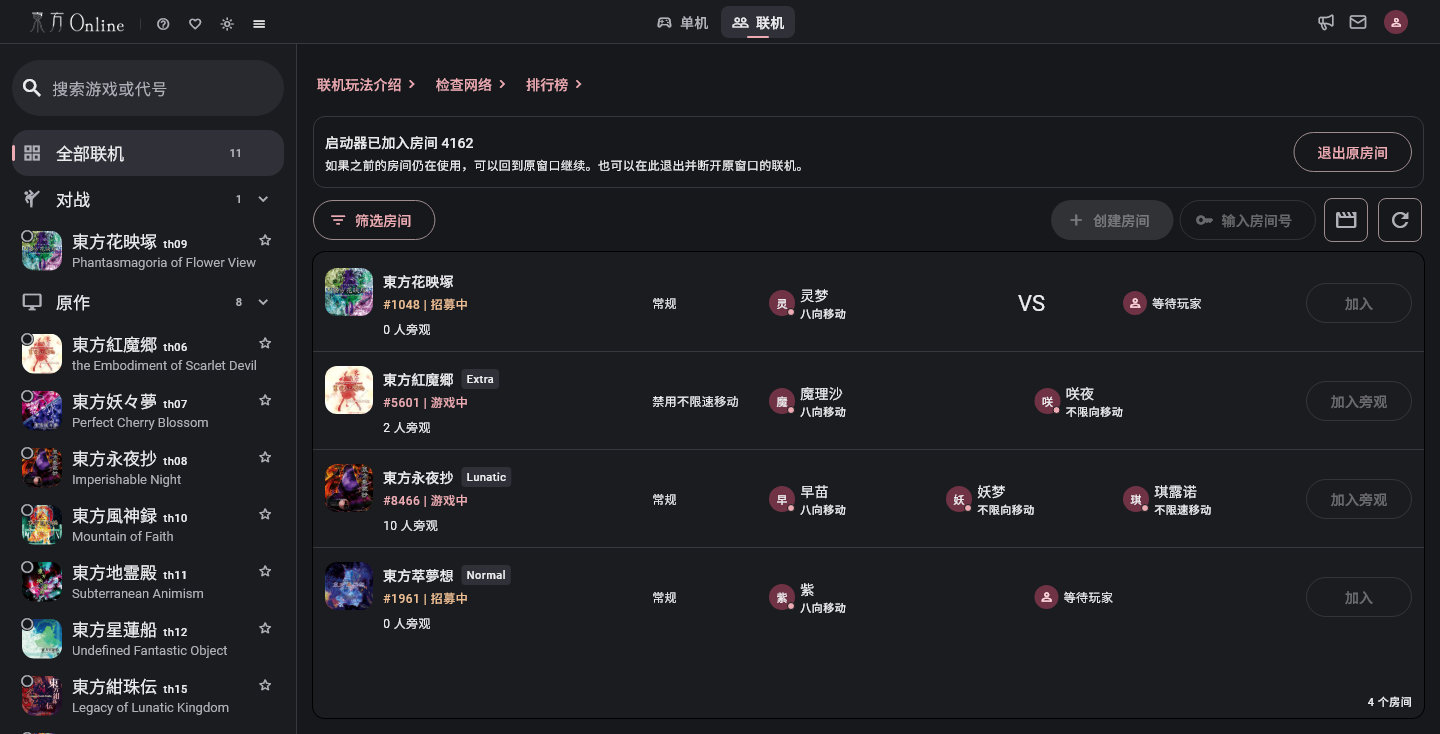 東方 Online
单机
联机
搜索游戏或代号
全部联机 11
对战 1
東方花映塚 th09
Phantasmagoria of Flower View
原作 8
東方紅魔郷 th06
the Embodiment of Scarlet Devil
東方妖々夢 th07
Perfect Cherry Blossom
東方永夜抄 th08
Imperishable Night
東方風神録 th10
Mountain of Faith
東方地霊殿 th11
Subterranean Animism
東方星蓮船 th12
Undefined Fantastic Object
東方紺珠伝 th15
Legacy of Lunatic Kingdom
联机玩法介绍
检查网络
排行榜
启动器已加入房间 4162
如果之前的房间仍在使用，可以回到原窗口继续。也可以在此退出并断开原窗口的联机。
退出原房间
筛选房间
创建房间
输入房间号
東方花映塚
#1048 | 招募中
0 人旁观
常规
灵
灵梦
八向移动
VS
等待玩家
加入
東方紅魔郷 Extra
#5601 | 游戏中
2 人旁观
禁用不限速移动
魔
魔理沙
八向移动
咲
咲夜
不限向移动
加入旁观
東方永夜抄 Lunatic
#8466 | 游戏中
10 人旁观
常规
早
早苗
八向移动
妖
妖梦
不限向移动
琪
琪露诺
不限速移动
加入旁观
東方萃夢想 Normal
#1961 | 招募中
0 人旁观
常规
紫
紫
八向移动
等待玩家
加入
4 个房间